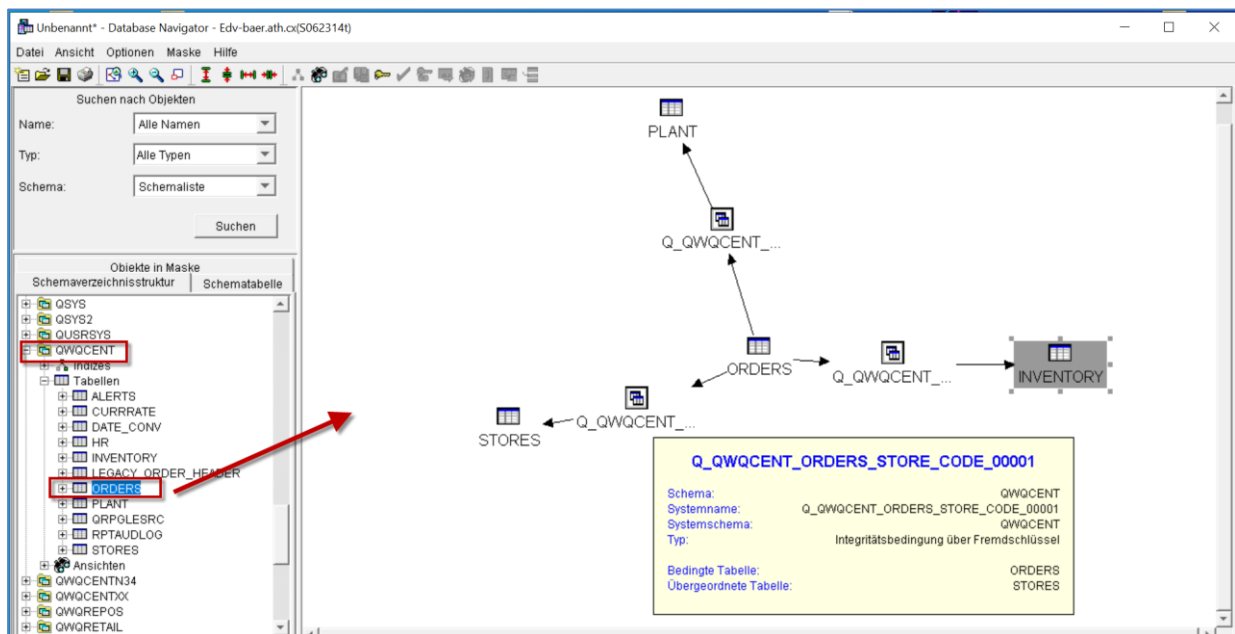 Unbenannt* - Database Navigator - Edv-baer.ath.cx(S062314t)
Datei Ansicht Optionen Maske Hilfe
Suchen nach Objekten
Name: Alle Namen
Typ: Alle Typen
Schema: Schemaliste
Suchen
Objekte in Maske
Schemaverzeichnisstruktur Schematabelle
QSYS
QSYS2
QUSRSYS
QWQCENT
Indizes
Tabellen
ALERTS
CURRRATE
DATE_CONV
HR
INVENTORY
LEGACY_ORDER_HEADER
ORDERS
PLANT
QRPGLESRC
RPTAUDLOG
STORES
Ansichten
QWQCENTN34
QWQCENTXX
QWQREPOS
QWQRETAIL
PLANT
Q_QWQCENT_...
ORDERS
Q_QWQCENT_...
INVENTORY
Q_QWQCENT_...
STORES
Q_QWQCENT_ORDERS_STORE_CODE_00001
Schema: QWQCENT
Systemname: Q_QWQCENT_ORDERS_STORE_CODE_00001
Systemschema: QWQCENT
Typ: Integritätsbedingung über Fremdschlüssel
Bedingte Tabelle: ORDERS
Übergeordnete Tabelle: STORES